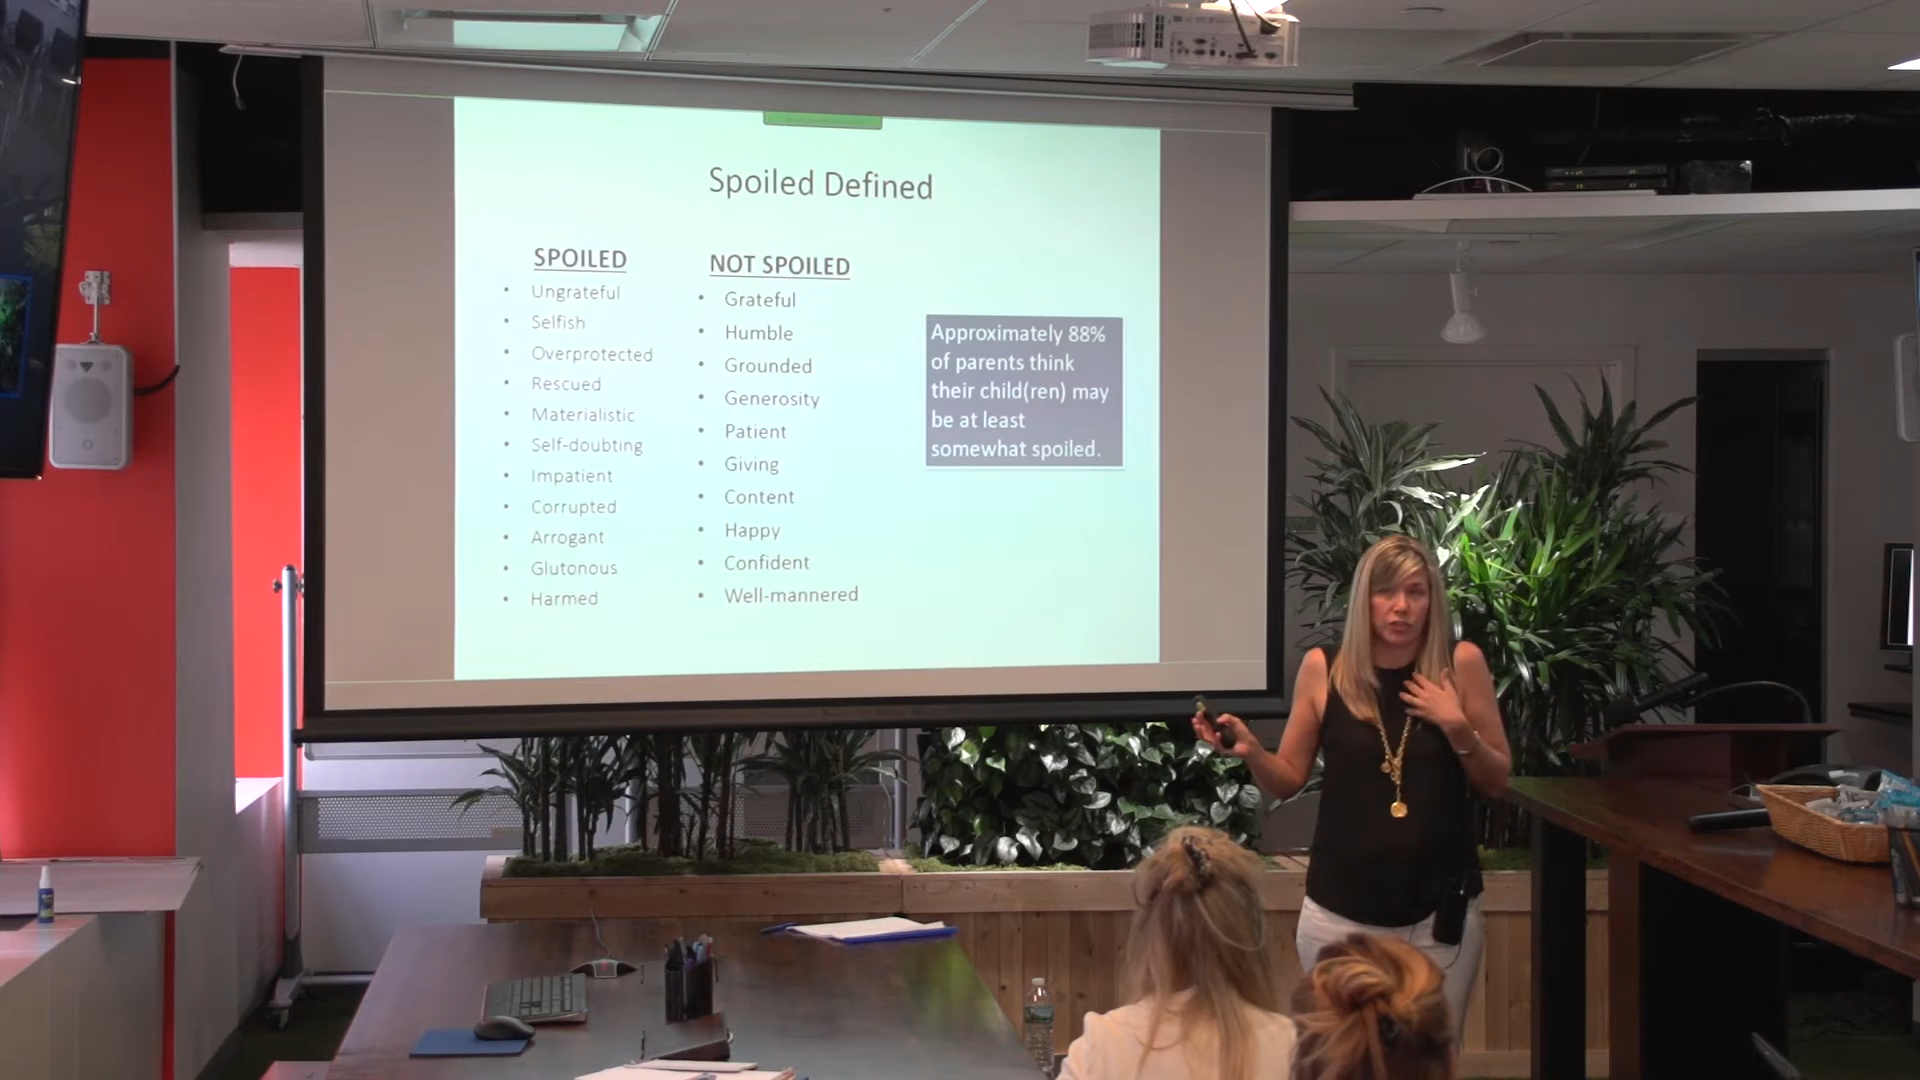 Spoiled Defined
SPOILED
• Ungrateful
• Selfish
• Overprotected
• Rescued
• Materialistic
• Self-doubting
• Impatient
• Corrupted
• Arrogant
• Glutonous
• Harmed
NOT SPOILED
• Grateful
• Humble
• Grounded
• Generosity
• Patient
• Giving
• Content
• Happy
• Confident
• Well-mannered
Approximately 88%
of parents think
their child(ren) may
be at least
somewhat spoiled.